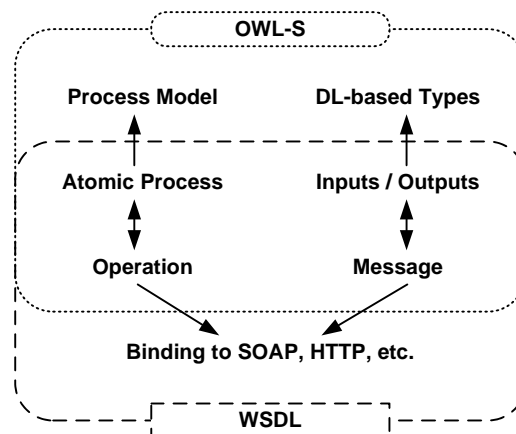 OWL-S
Process Model DL-based Types
Atomic Process Inputs / Outputs
Operation Message
Binding to SOAP, HTTP, etc.
WSDL